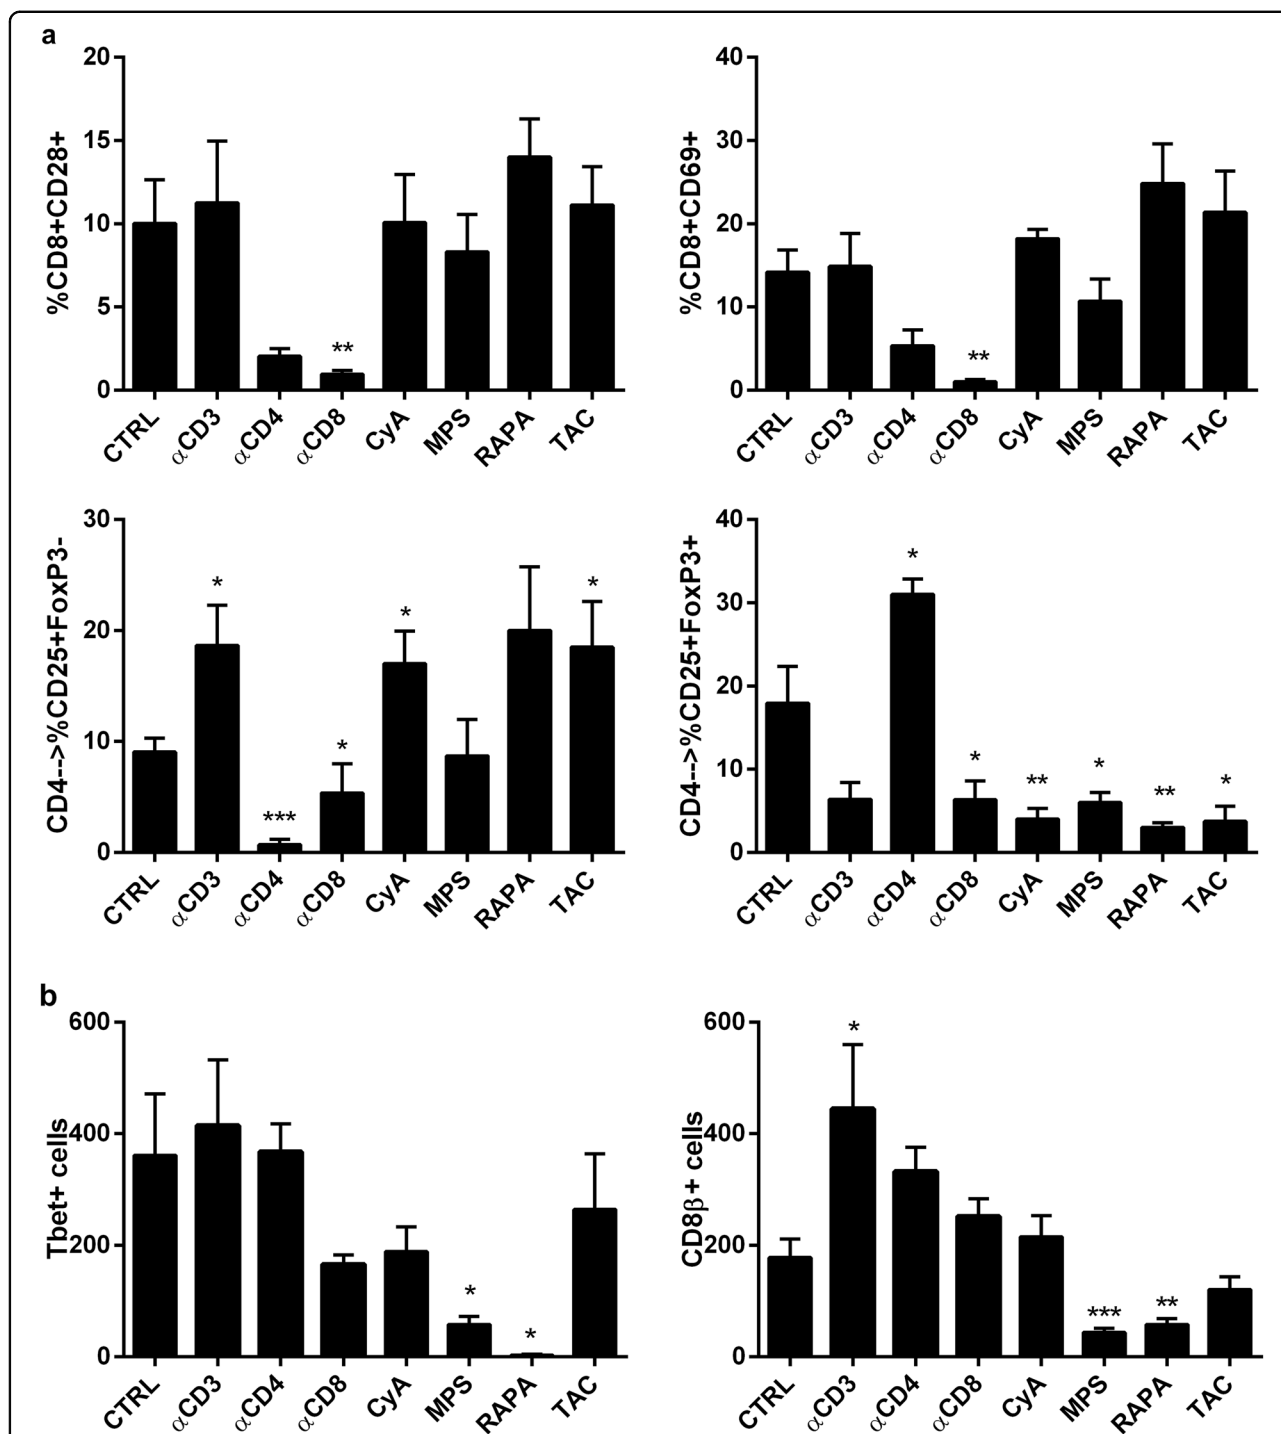 a
%CD8+CD28+
20
15
10
5
0
**
CTRL αCD3 αCD4 αCD8 CyA MPS RAPA TAC
%CD8+CD69+
40
30
20
10
0
**
CTRL αCD3 αCD4 αCD8 CyA MPS RAPA TAC
CD4-->%CD25+FoxP3-
30
20
10
0
* *** * * *
CTRL αCD3 αCD4 αCD8 CyA MPS RAPA TAC
CD4-->%CD25+FoxP3+
40
30
20
10
0
* * ** * ** *
CTRL αCD3 αCD4 αCD8 CyA MPS RAPA TAC
b
Tbet+ cells
600
400
200
0
* *
CTRL αCD3 αCD4 αCD8 CyA MPS RAPA TAC
CD8β+ cells
600
400
200
0
* *** **
CTRL αCD3 αCD4 αCD8 CyA MPS RAPA TAC